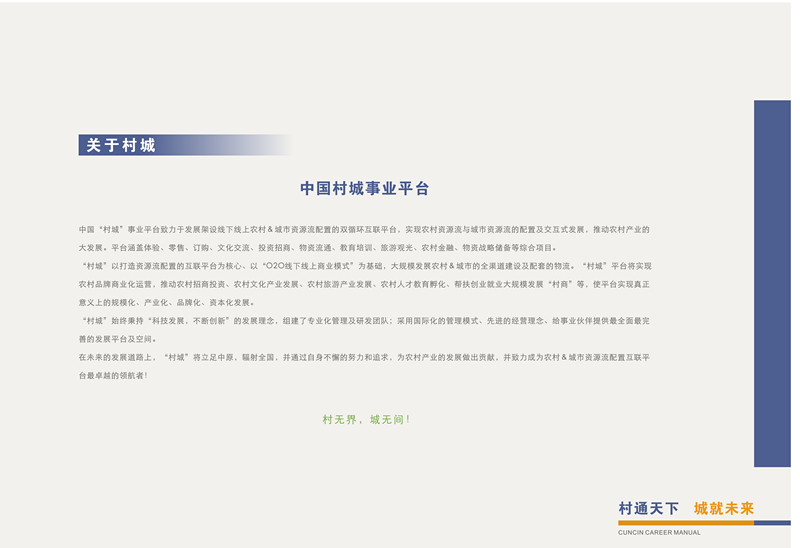 关于村城
中国村城事业平台
中国“村城”事业平台致力于发展架设线下线上农村＆城市资源流配置的双循环互联平台，实现农村资源流与城市资源流的配置及交互式发展，推动农村产业的
大发展。平台涵盖体验、零售、订购、文化交流、投资招商、物资流通、教育培训、旅游观光、农村金融、物资战略储备等综合项目。
“村城”以打造资源流配置的互联平台为核心、以“O2O线下线上商业模式”为基础，大规模发展农村＆城市的全渠道建设及配套的物流。“村城”平台将实现
农村品牌商业化运营，推动农村招商投资、农村文化产业发展、农村旅游产业发展、农村人才教育孵化、帮扶创业就业大规模发展“村商”等，使平台实现真正
意义上的规模化、产业化、品牌化、资本化发展。
“村城”始终秉持“科技发展，不断创新”的发展理念，组建了专业化管理及研发团队；采用国际化的管理模式、先进的经营理念、给事业伙伴提供最全面最完
善的发展平台及空间。
在未来的发展道路上，“村城”将立足中原，辐射全国，并通过自身不懈的努力和追求，为农村产业的发展做出贡献，并致力成为农村＆城市资源流配置互联平
台最卓越的领航者！
村无界，城无间！
村通天下 城就未来
CUNCIN CAREER MANUAL